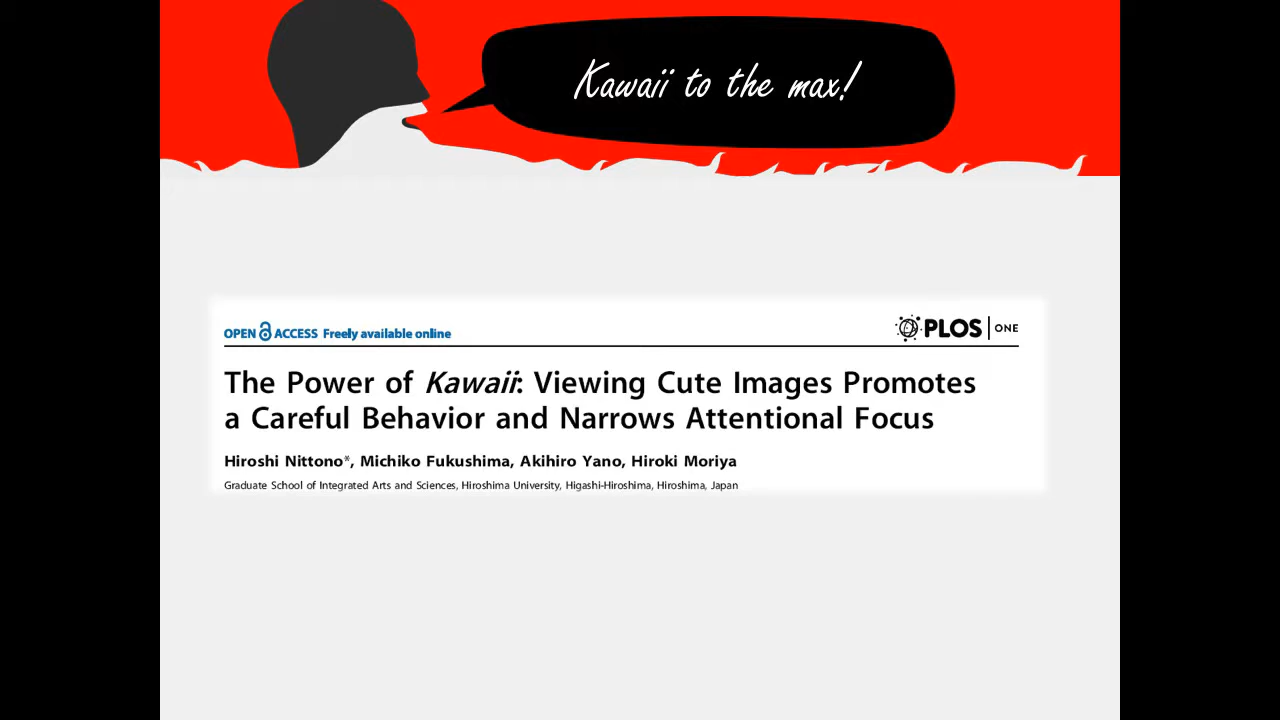 Kawaii to the max!
OPEN ACCESS Freely available online
PLOS | ONE
The Power of Kawaii: Viewing Cute Images Promotes
a Careful Behavior and Narrows Attentional Focus
Hiroshi Nittono*, Michiko Fukushima, Akihiro Yano, Hiroki Moriya
Graduate School of Integrated Arts and Sciences, Hiroshima University, Higashi-Hiroshima, Hiroshima, Japan